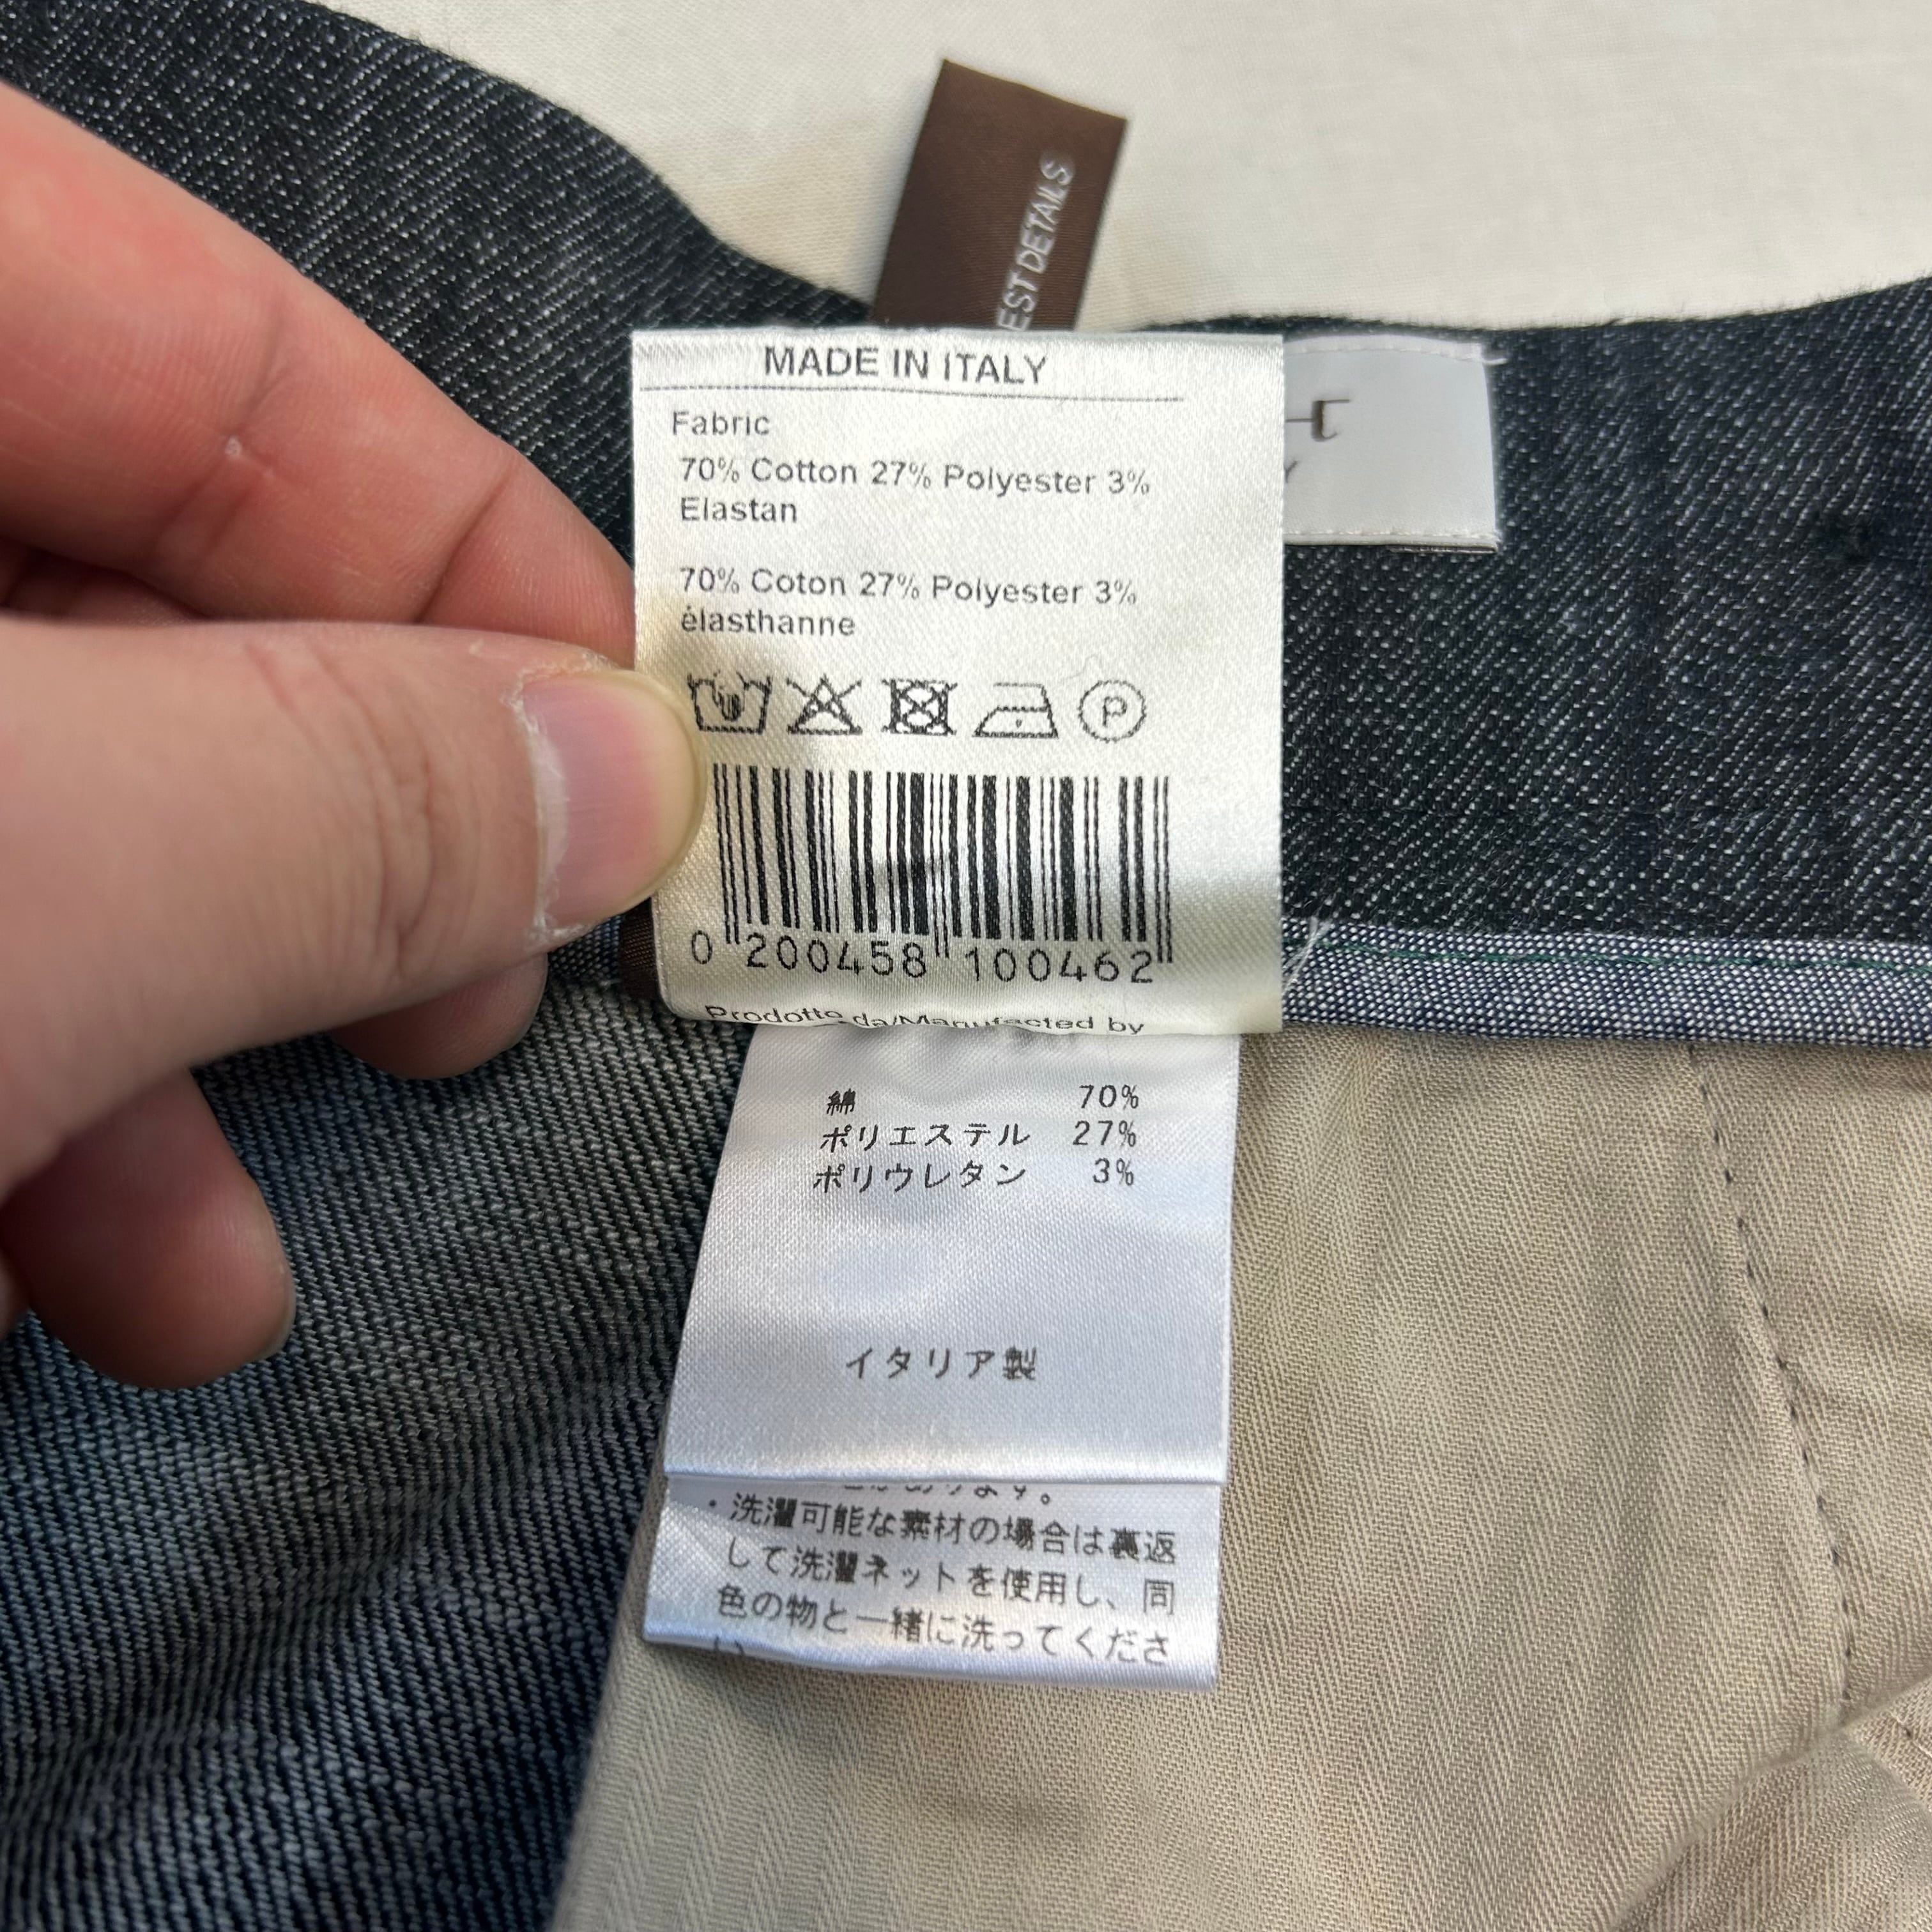 EST DETAILS
MADE IN ITALY
Fabric
70% Cotton 27% Polyester 3%
Elastan
70% Coton 27% Polyester 3%
élasthanne
P
0 200458 100462
Prodotto da/Manufacted by
綿 70%
ポリエステル 27%
ポリウレタン 3%
イタリア製
・洗濯可能な素材の場合は裏返
して洗濯ネットを使用し、同
色の物と一緒に洗ってくださ
い